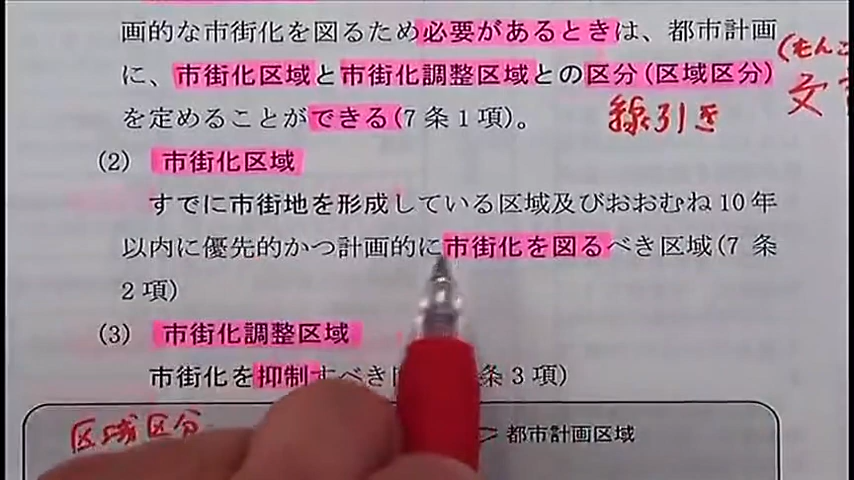 画的な市街化を図るため必要があるときは、都市計画
に、市街化区域と市街化調整区域との区分(区域区分)
(もんこ
を定めることができる(7条1項)。
線引き
文言
(2) 市街化区域
すでに市街地を形成している区域及びおおむね10年
以内に優先的かつ計画的に市街化を図るべき区域(7条
2項)
(3) 市街化調整区域
市街化を抑制すべき 条3項)
区域区分
都市計画区域